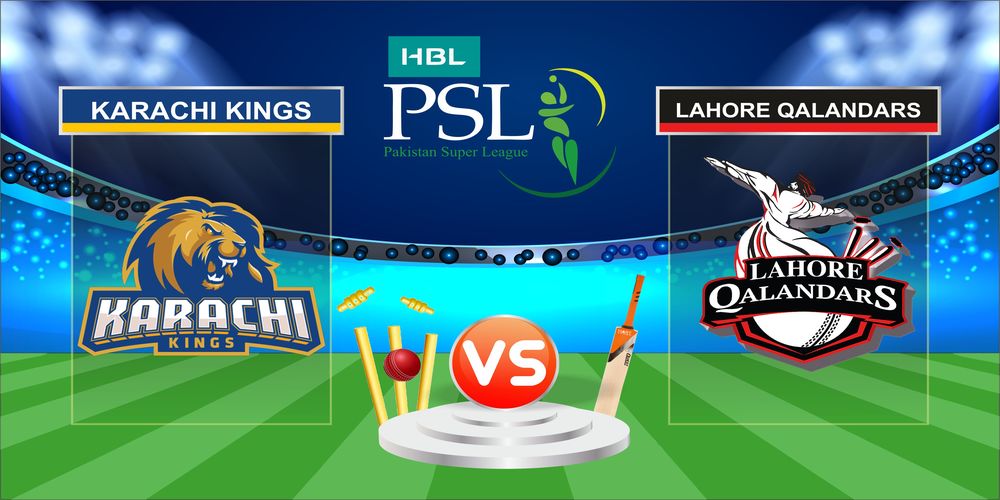 HBL
PSL
Pakistan Super League
KARACHI KINGS
LAHORE QALANDARS
KARACHI
KINGS
LAHORE
QALANDARS
VS